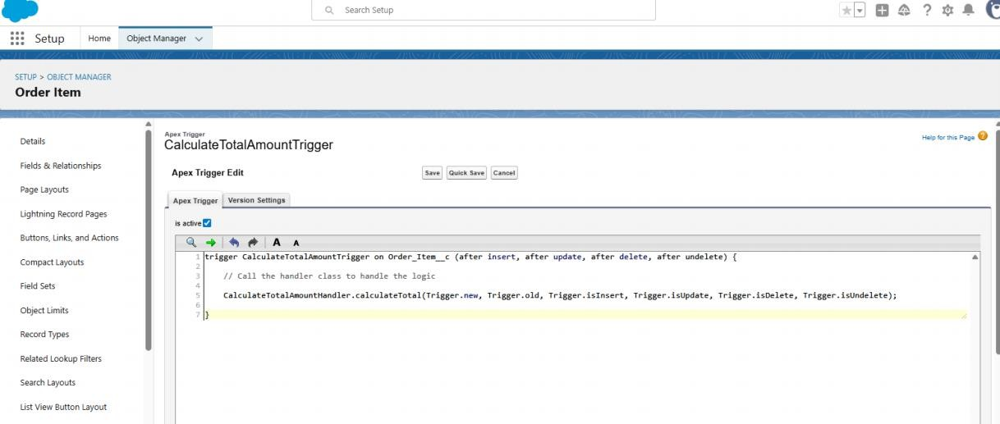 Search Setup
Setup
Home
Object Manager
SETUP > OBJECT MANAGER
Order Item
Details
Fields & Relationships
Page Layouts
Lightning Record Pages
Buttons, Links, and Actions
Compact Layouts
Field Sets
Object Limits
Record Types
Related Lookup Filters
Search Layouts
List View Button Layout
Apex Trigger
CalculateTotalAmountTrigger
Help for this Page
Apex Trigger Edit
Save
Quick Save
Cancel
Apex Trigger
Version Settings
is active
A A
1 trigger CalculateTotalAmountTrigger on Order_Item__c (after insert, after update, after delete, after undelete) {
2
3 // Call the handler class to handle the logic
4
5 CalculateTotalAmountHandler.calculateTotal(Trigger.new, Trigger.old, Trigger.isInsert, Trigger.isUpdate, Trigger.isDelete, Trigger.isUndelete);
6
7 }